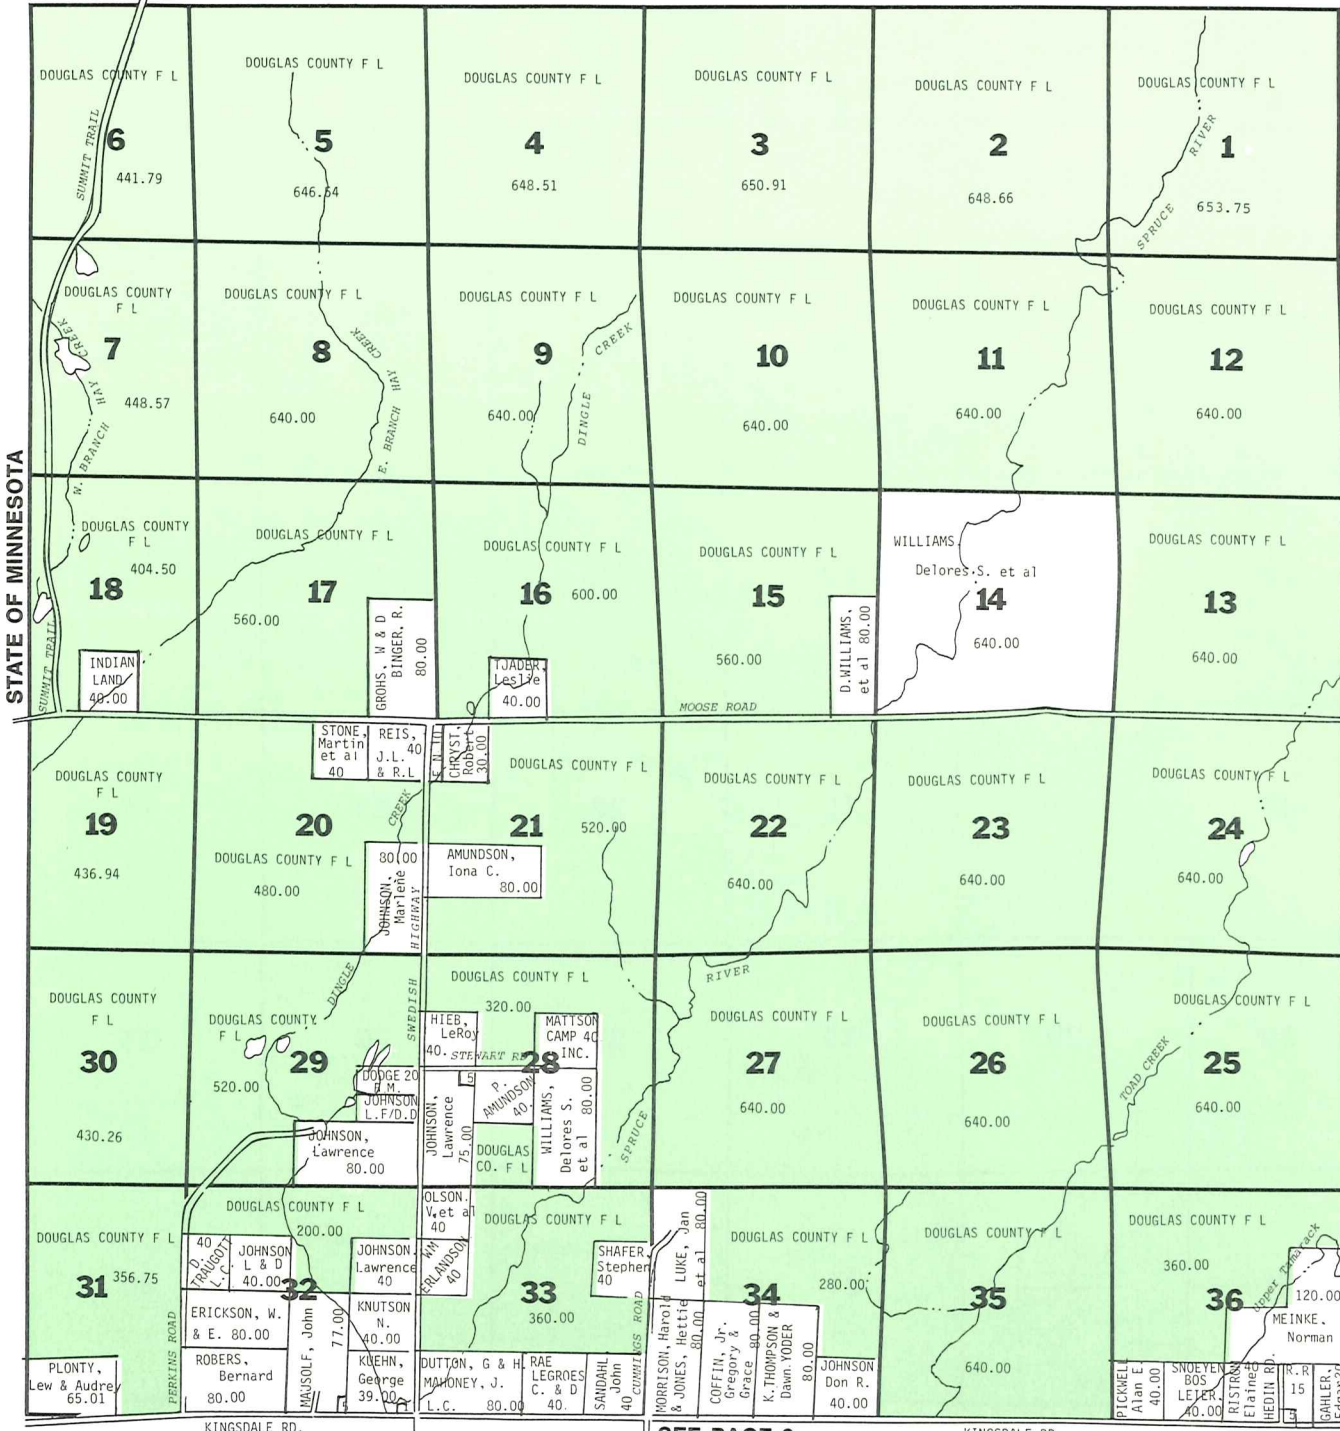 STATE OF MINNESOTA
DOUGLAS COUNTY F L
6
441.79
SUMMIT TRAIL
DOUGLAS COUNTY F L
5
646.54
DOUGLAS COUNTY F L
4
648.51
DOUGLAS COUNTY F L
3
650.91
DOUGLAS COUNTY F L
2
648.66
DOUGLAS COUNTY F L
1
653.75
SPRUCE RIVER
DOUGLAS COUNTY
F L
7
448.57
W. BRANCH HAY CREEK
DOUGLAS COUNTY F L
8
640.00
E. BRANCH HAY CREEK
DOUGLAS COUNTY F L
9
640.00
DINGLE CREEK
DOUGLAS COUNTY F L
10
640.00
DOUGLAS COUNTY F L
11
640.00
DOUGLAS COUNTY F L
12
640.00
DOUGLAS COUNTY
F L
404.50
18
SUMMIT TRAIL
INDIAN
LAND
40.00
DOUGLAS COUNTY F L
17
560.00
GROHS, W & D
BINGER, R.
80.00
DOUGLAS COUNTY F L
16
600.00
TJADER,
Leslie
40.00
DOUGLAS COUNTY F L
15
560.00
D.WILLIAMS,
et al 80.00
MOOSE ROAD
WILLIAMS,
Delores S. et al
14
640.00
DOUGLAS COUNTY F L
13
640.00
DOUGLAS COUNTY
F L
19
436.94
STONE,
Martin
et al
40
REIS,
40
J.L.
& R.L
20
DOUGLAS COUNTY F L
480.00
CREEK
80.00
JOHNSON,
Marlene
SWEDISH HIGHWAY
CHRYST,
Robert
30.00
DOUGLAS COUNTY F L
21
520.00
AMUNDSON,
Iona C.
80.00
DOUGLAS COUNTY F L
22
640.00
DOUGLAS COUNTY F L
23
640.00
DOUGLAS COUNTY F L
24
640.00
DOUGLAS COUNTY
F L
30
430.26
DOUGLAS COUNTY
F L
29
520.00
DINGLE
DODGE 20
R.M.
JOHNSON
L.F/D.D
JOHNSON,
Lawrence
80.00
DOUGLAS COUNTY F L
320.00
HIEB,
LeRoy
40.
STEWART RD
28
MATTSON
CAMP 40
INC.
JOHNSON,
Lawrence
75.00
5
P.
AMUNDSON
40.
DOUGLAS
CO. F L
WILLIAMS,
Delores S.
et al
80.00
SPRUCE
RIVER
DOUGLAS COUNTY F L
27
640.00
DOUGLAS COUNTY F L
26
640.00
DOUGLAS COUNTY F L
25
640.00
TOAD CREEK
DOUGLAS COUNTY F L
31
356.75
PLONTY,
Lew & Audrey
65.01
PERKINS ROAD
DOUGLAS COUNTY F L
200.00
40
D.
TRAUGOTT
L.C.
JOHNSON
L & D
40.00
32
JOHNSON,
Lawrence
40
ERICKSON, W.
& E. 80.00
ROBERS,
Bernard
80.00
MAJSOLF, John
77.00
KNUTSON
N.
40.00
KUEHN,
George
39.00
5
OLSON.
V.et al
40
WM
ERLANDSON
40
DOUGLAS COUNTY F L
33
360.00
SHAFER,
Stephen
40
DUTTON, G & H
MAHONEY, J.
L.C. 80.00
RAE
LEGROES
C. & D
40.
SANDAHL
John
40
CUMMINGS ROAD
LUKE, Jan
et al 80.00
MORRISON, Harold
& JONES, Hettie
80.00
DOUGLAS COUNTY F L
280.00
34
COFFIN, Jr.
Gregory &
Grace 80.00
K.THOMPSON &
Dawn.YODER
80.00
JOHNSON
Don R.
40.00
DOUGLAS COUNTY F L
35
640.00
DOUGLAS COUNTY F L
360.00
36
Upper Tamarack
120.00
MEINKE,
Norman
PICKWELL
Alan E.
40.00
SNOEYEN
BOS
LEIER.
40.00
RISTROM
Elaine 40
HEDIN RD.
R.R
15
5
GAHLER,
KINGSDALE RD.